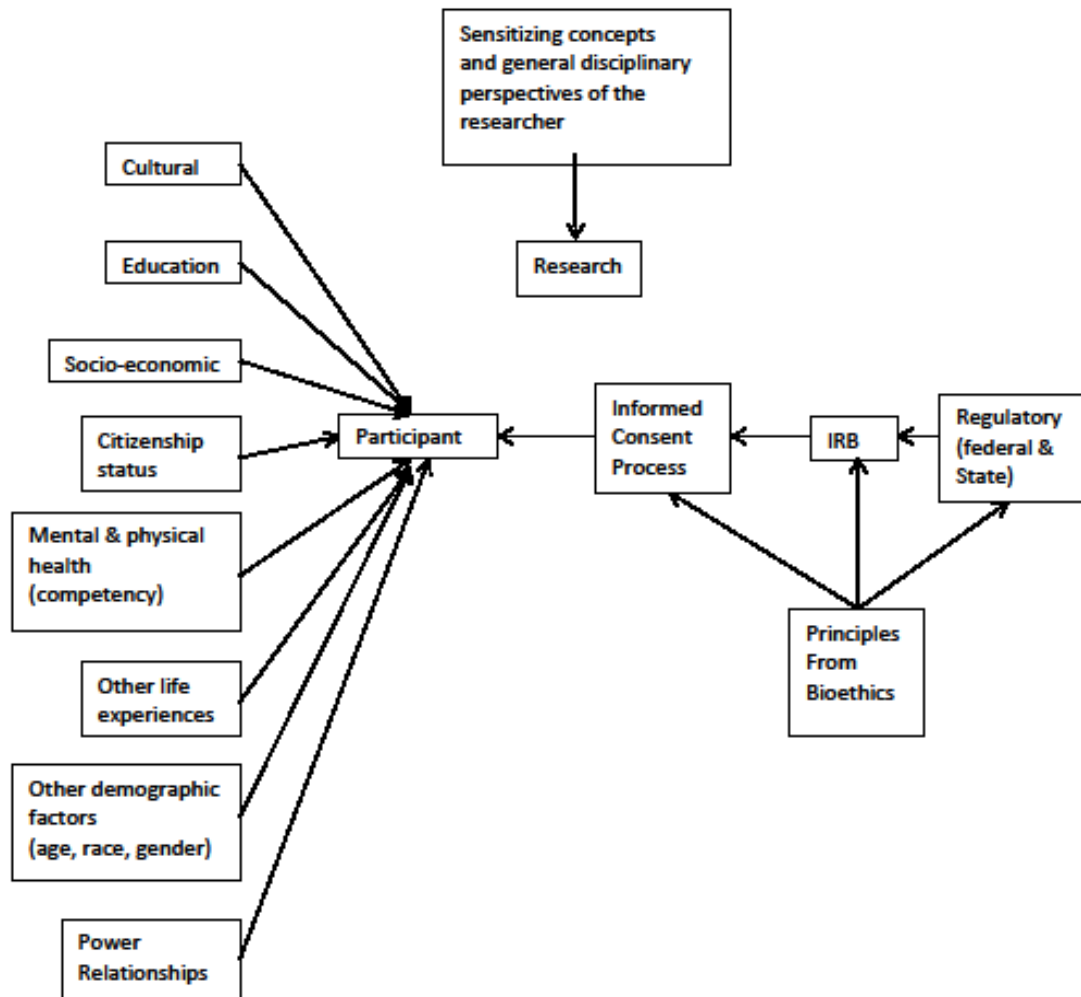 Sensitizing concepts
and general disciplinary
perspectives of the
researcher
Cultural
Education
Research
Socio-economic
Citizenship
status
Participant
Informed
Consent
Process
IRB
Regulatory
(federal &
State)
Mental & physical
health
(competency)
Principles
From
Bioethics
Other life
experiences
Other demographic
factors
(age, race, gender)
Power
Relationships